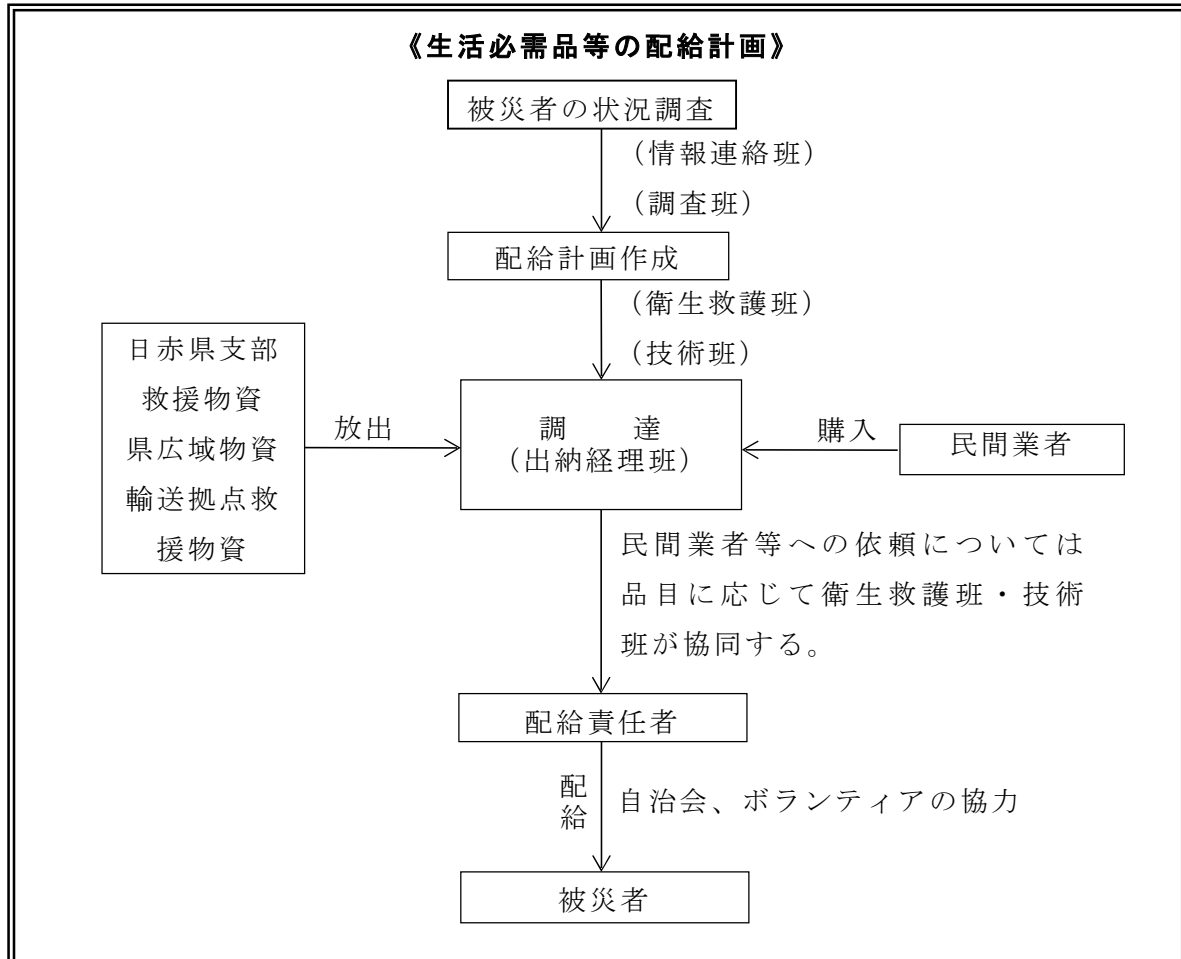 《生活必需品等の配給計画》
被災者の状況調査
（情報連絡班）
（調査班）
配給計画作成
（衛生救護班）
（技術班）
日赤県支部
救援物資
県広域物資
輸送拠点救
援物資
放出
調　　達
（出納経理班）
購入
民間業者
民間業者等への依頼については
品目に応じて衛生救護班・技術
班が協同する。
配給責任者
配給
自治会、ボランティアの協力
被災者